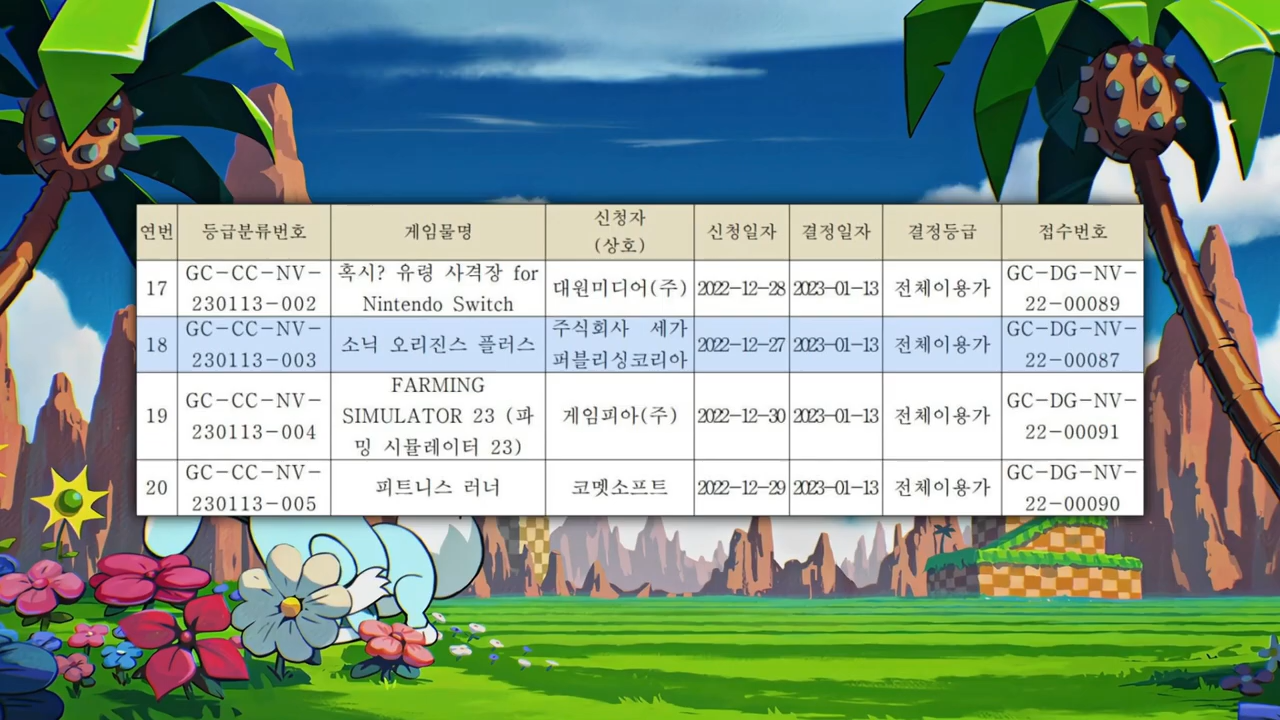 연번 등급분류번호 게임물명 신청자 (상호) 신청일자 결정일자 결정등급 접수번호
17 GC-CC-NV-230113-002 혹시? 유령 사격장 for Nintendo Switch 대원미디어(주) 2022-12-28 2023-01-13 전체이용가 GC-DG-NV-22-00089
18 GC-CC-NV-230113-003 소닉 오리진스 플러스 주식회사 세가퍼블리싱코리아 2022-12-27 2023-01-13 전체이용가 GC-DG-NV-22-00087
19 GC-CC-NV-230113-004 FARMING SIMULATOR 23 (파밍 시뮬레이터 23) 게임피아(주) 2022-12-30 2023-01-13 전체이용가 GC-DG-NV-22-00091
20 GC-CC-NV-230113-005 피트니스 러너 코멧소프트 2022-12-29 2023-01-13 전체이용가 GC-DG-NV-22-00090